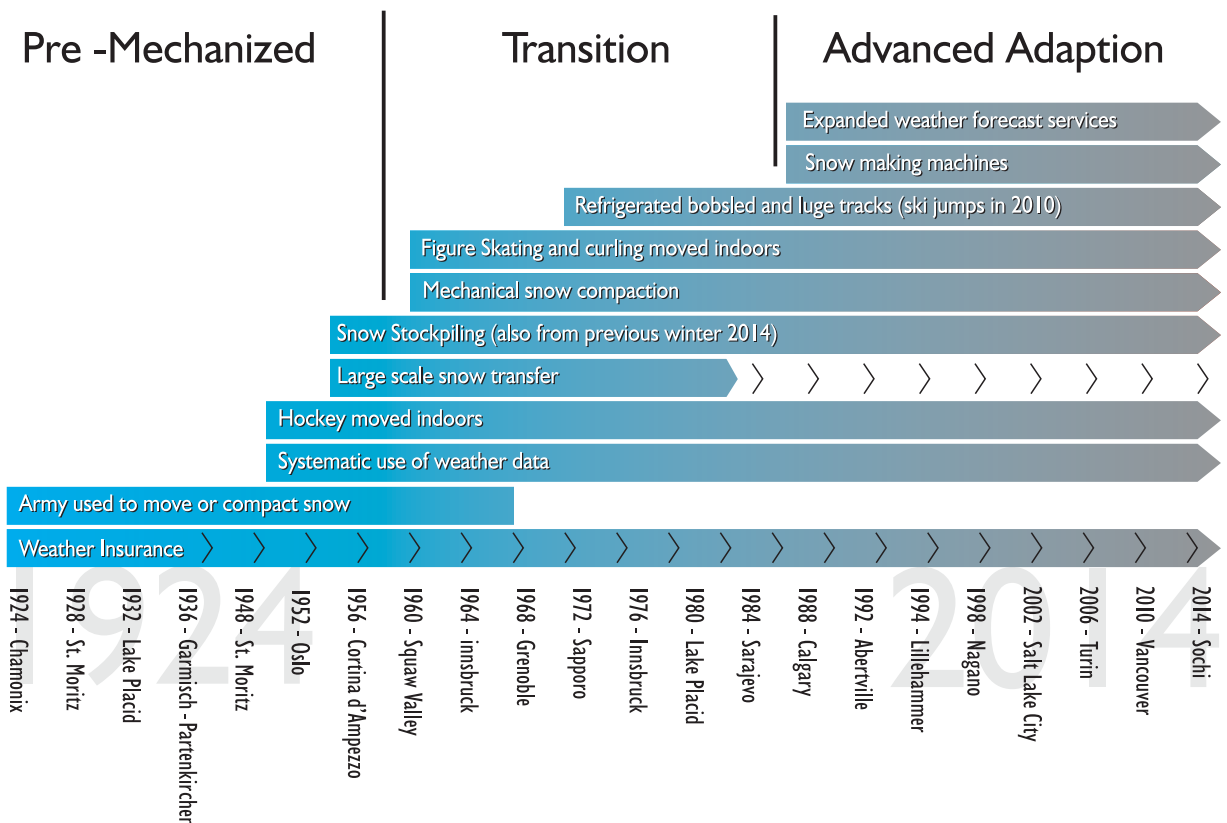 Pre -Mechanized
Transition
Advanced Adaption
Expanded weather forecast services
Snow making machines
Refrigerated bobsled and luge tracks (ski jumps in 2010)
Figure Skating and curling moved indoors
Mechanical snow compaction
Snow Stockpiling (also from previous winter 2014)
Large scale snow transfer
Hockey moved indoors
Systematic use of weather data
Army used to move or compact snow
Weather Insurance
1924
2014
1924 - Chamonix
1928 - St. Moritz
1932 - Lake Placid
1936 - Garmisch - Partenkircher
1948 - St. Moritz
1952 - Oslo
1956 - Cortina d'Ampezzo
1960 - Squaw Valley
1964 - innsbruck
1968 - Grenoble
1972 - Sapporo
1976 - Innsbruck
1980 - Lake Placid
1984 - Sarajevo
1988 - Calgary
1992 - Abertville
1994 - Lillehammer
1998 - Nagano
2002 - Salt Lake City
2006 - Turin
2010 - Vancouver
2014 - Sochi